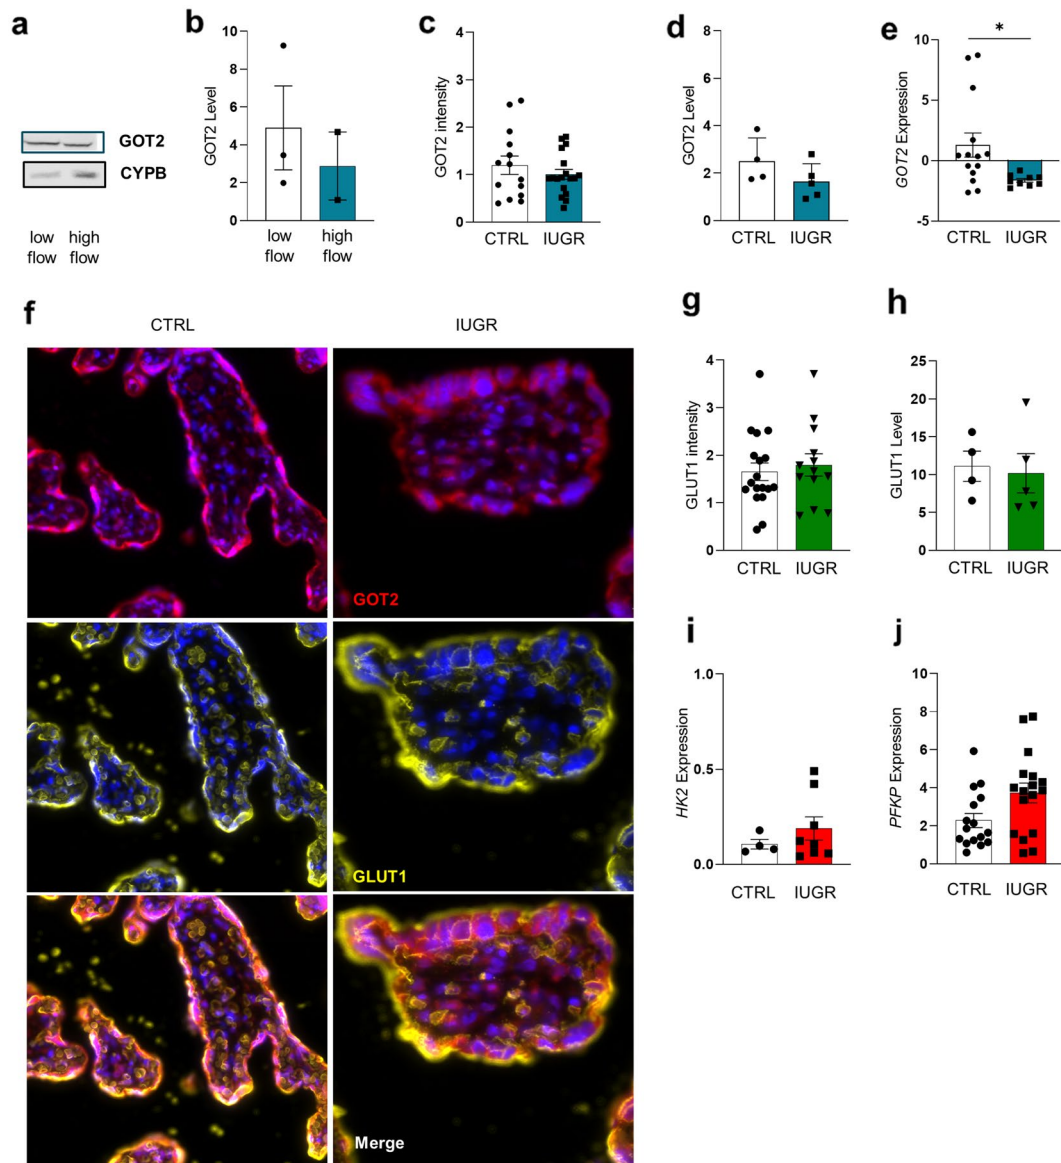 a
GOT2
CYPB
low high
flow flow
b
GOT2 Level
10
8
6
4
2
0
low high
flow flow
c
GOT2 intensity
4
3
2
1
0
CTRL IUGR
d
GOT2 Level
8
6
4
2
0
CTRL IUGR
e
GOT2 Expression
*
10
5
0
-5
CTRL IUGR
f
CTRL IUGR
GOT2
GLUT1
Merge
g
GLUT1 intensity
4
3
2
1
0
CTRL IUGR
h
GLUT1 Level
25
20
15
10
5
0
CTRL IUGR
i
HK2 Expression
1.0
0.5
0.0
CTRL IUGR
j
PFKP Expression
10
8
6
4
2
0
CTRL IUGR